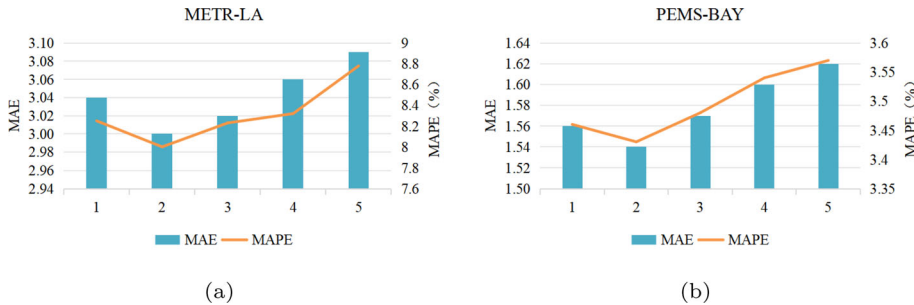 METR-LA
MAE
3.10
3.08
3.06
3.04
3.02
3.00
2.98
2.96
2.94
9
8.8
8.6
8.4
8.2
8
7.8
7.6
MAPE (%)
1 2 3 4 5
MAE MAPE
(a)
PEMS-BAY
MAE
1.64
1.62
1.60
1.58
1.56
1.54
1.52
1.50
3.6
3.55
3.5
3.45
3.4
3.35
MAPE (%)
1 2 3 4 5
MAE MAPE
(b)